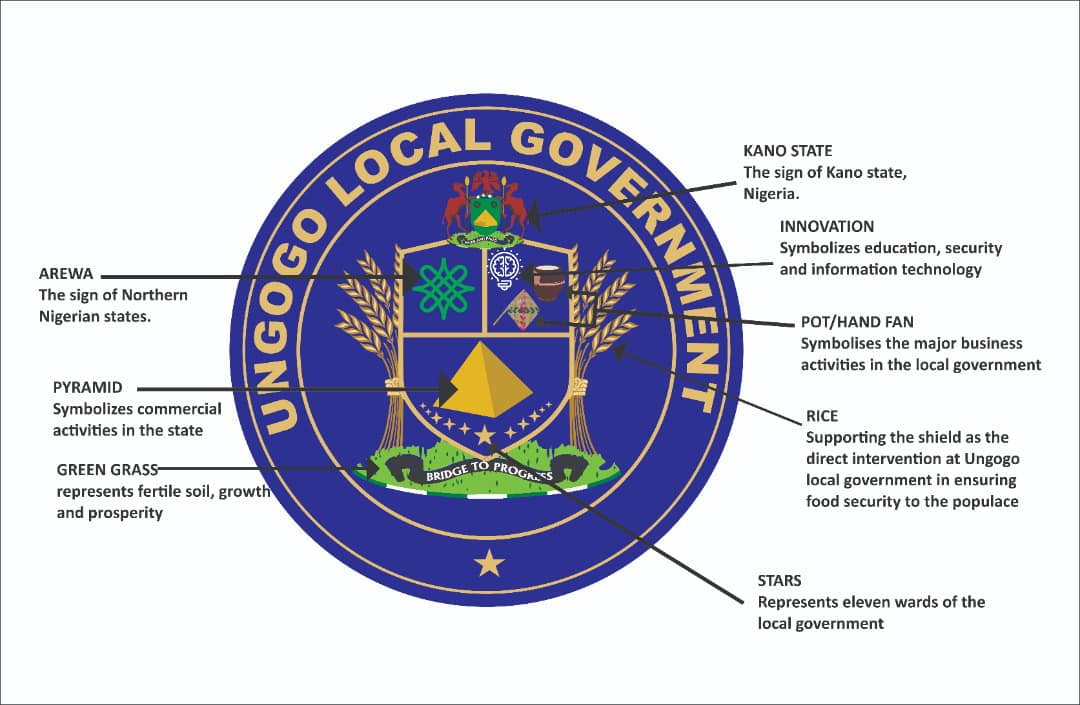 UNGOGO LOCAL GOVERNMENT
KANO STATE
The sign of Kano state,
Nigeria.
INNOVATION
Symbolizes education, security
and information technology
AREWA
The sign of Northern
Nigerian states.
POT/HAND FAN
Symbolises the major business
activities in the local government
PYRAMID
Symbolizes commercial
activities in the state
RICE
Supporting the shield as the
direct intervention at Ungogo
local government in ensuring
food security to the populace
GREEN GRASS
represents fertile soil, growth
and prosperity
BRIDGE TO PROGRESS
STARS
Represents eleven wards of the
local government